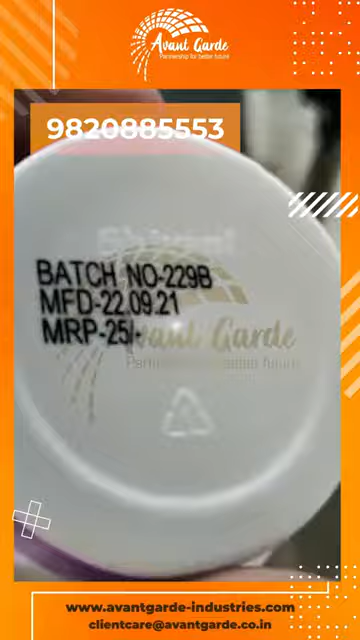 Avant Garde
Partnership for better future
9820885553
BATCH NO-229B
MFD-22.09.21
MRP-25/-
Avant Garde
www.avantgarde-industries.com
clientcare@avantgarde.co.in